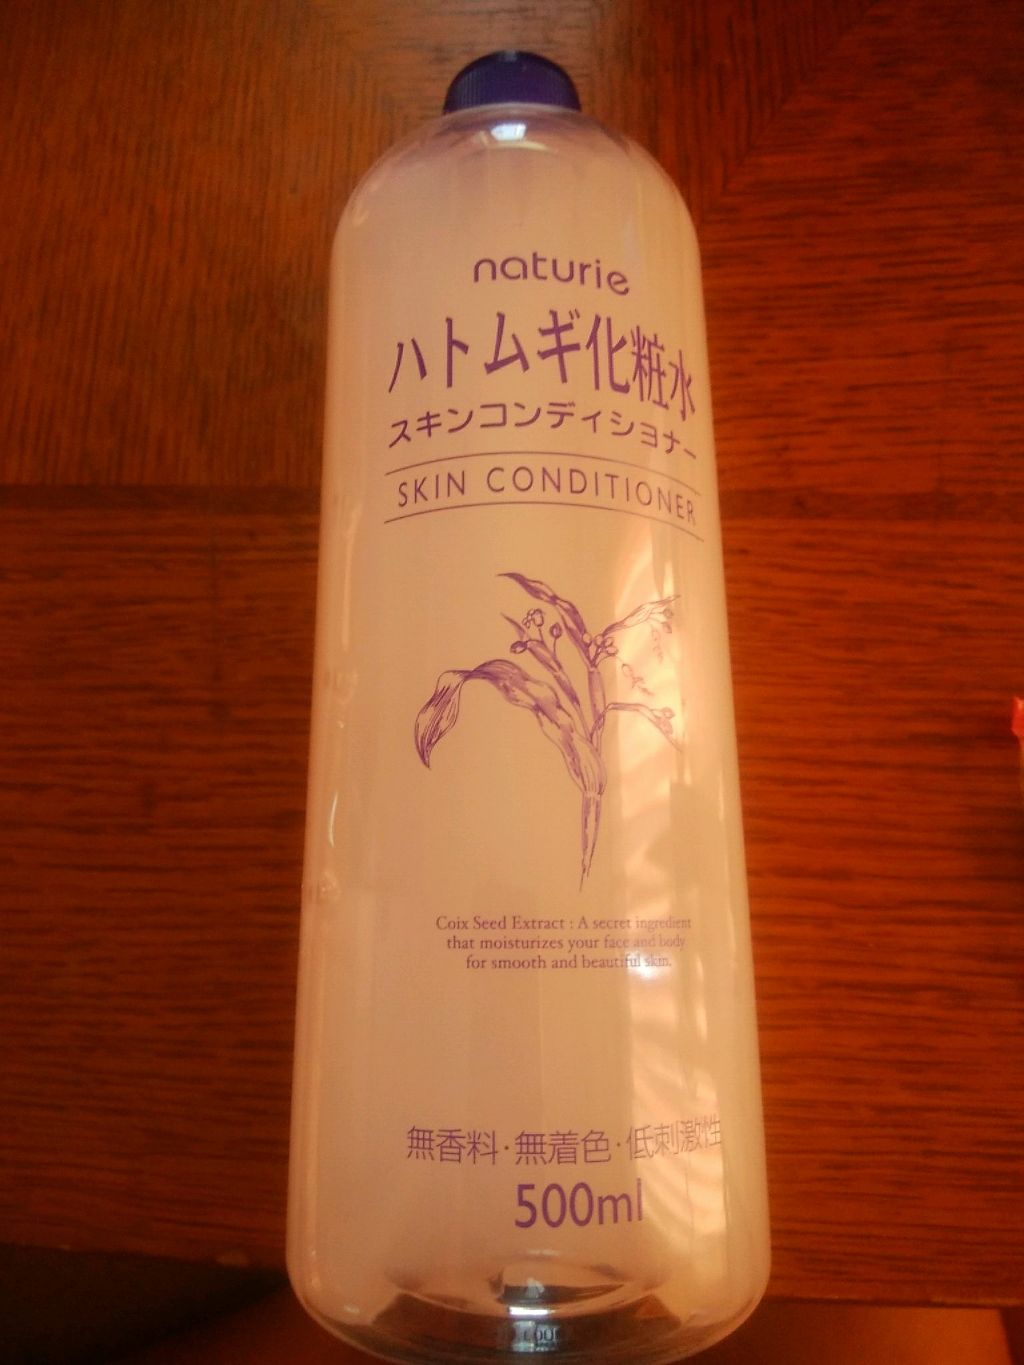 naturie
ハトムギ化粧水
スキンコンディショナー
SKIN CONDITIONER
Coix Seed Extract : A secret ingredient
that moisturizes your face and body
for smooth and beautiful skin.
無香料・無着色・低刺激性
500ml